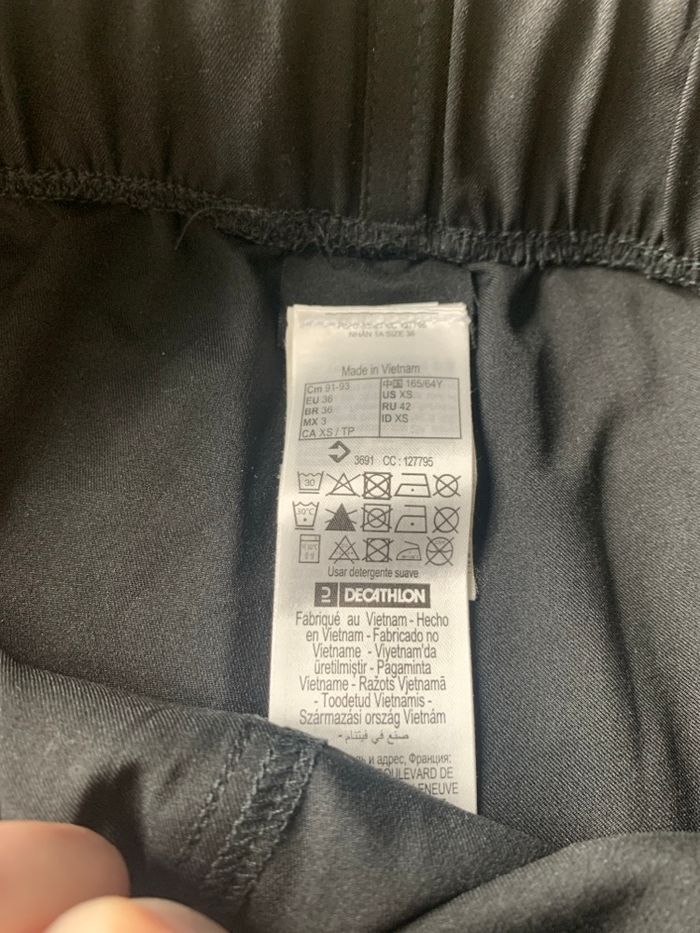 NHÃN TA SIZE 36
Made in Vietnam
Cm 91-93
EU 36
BR 36
MX 3
CA XS / TP
中国 165/64Y
US XS
RU 42
ID XS
3691 CC : 127795
30
30°C
Usar detergente suave
DECATHLON
Fabriqué au Vietnam - Hecho
en Vietnam - Fabricado no
Vietname - Viyetnam'da
üretilmiştir - Pagaminta
Vietname - Ražots Vjetnamā
- Toodetud Vietnamis -
Származási ország Vietnám
صنع في فيتنام -
и адрес, Франция:
BOULEVARD DE